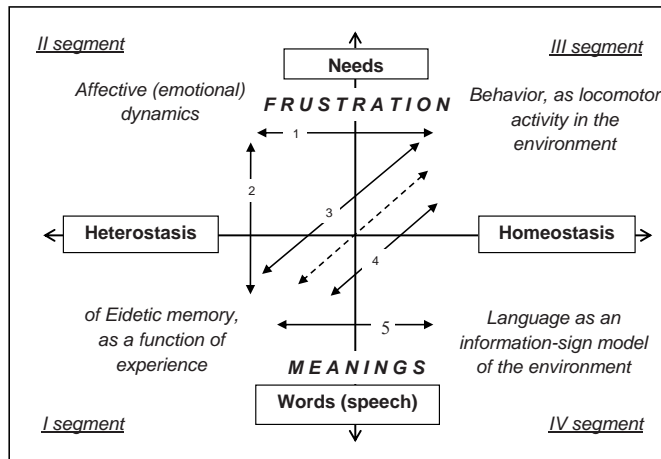 II segment
III segment
Needs
Affective (emotional)
dynamics
FRUSTRATION
Behavior, as locomotor
activity in the
environment
1
2
3
Heterostasis
Homeostasis
4
of Eidetic memory,
as a function of
experience
5
Language as an
information-sign model
of the environment
MEANINGS
Words (speech)
I segment
IV segment